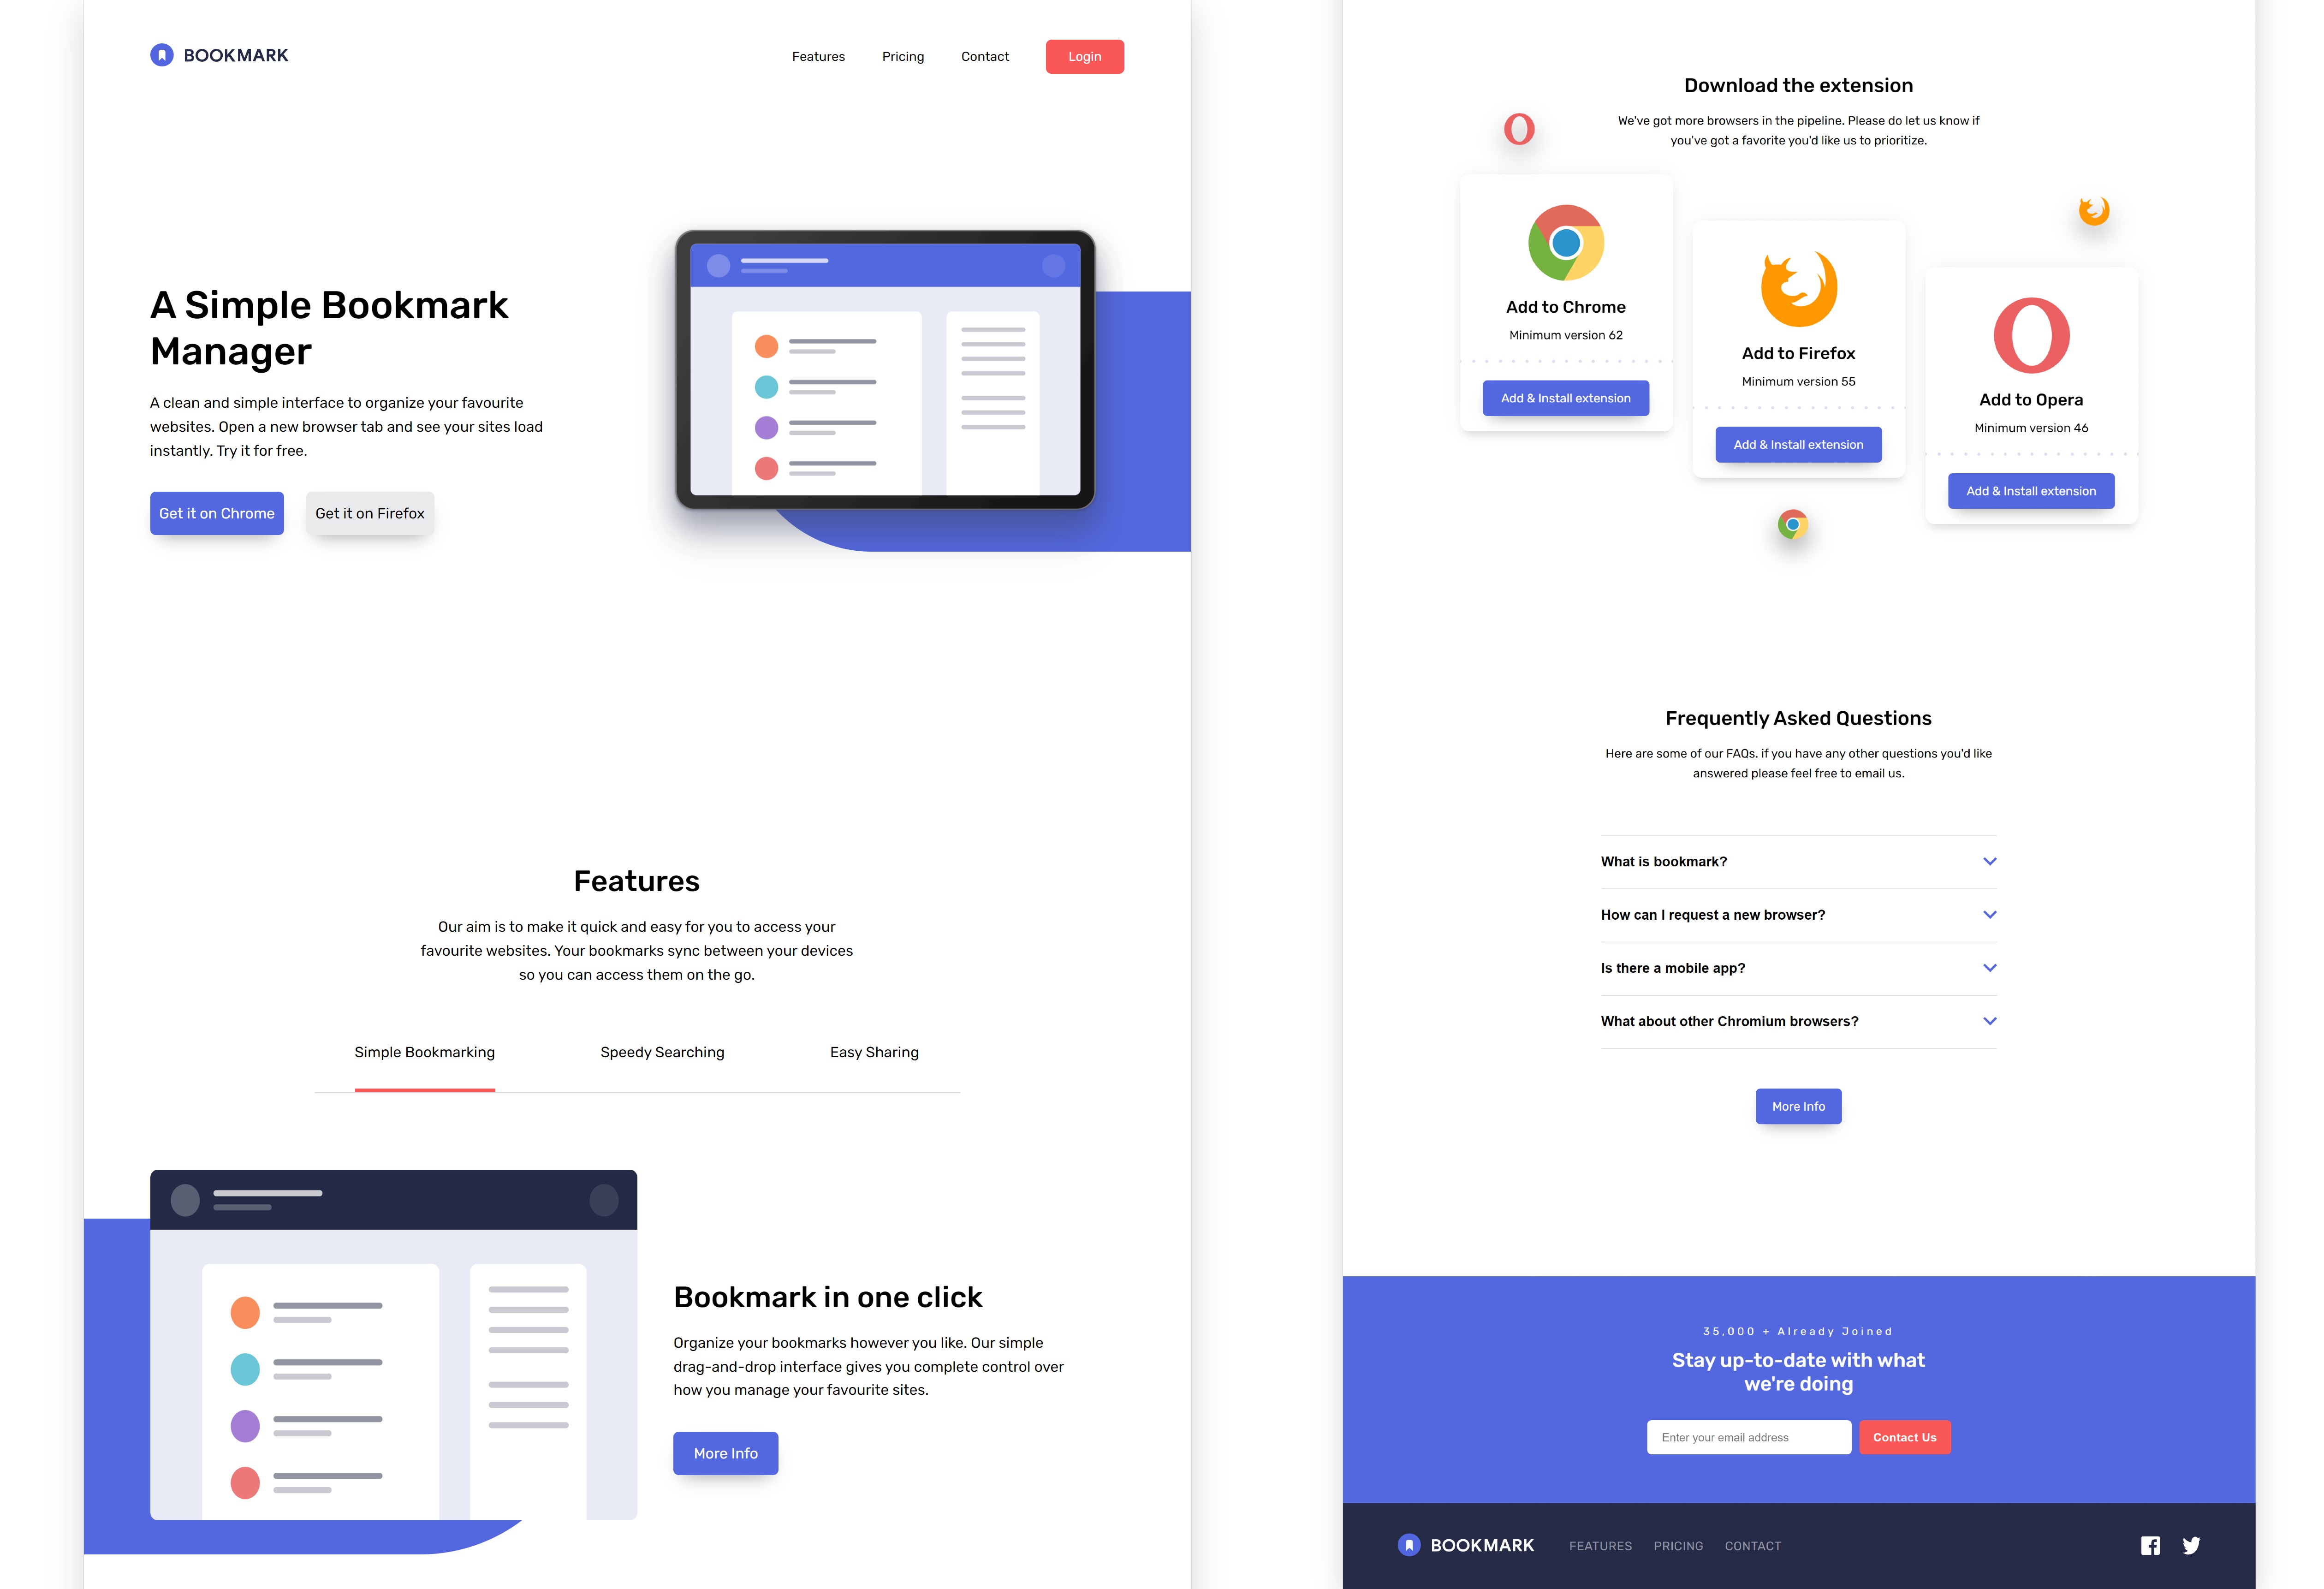 BOOKMARK
Features
Pricing
Contact
Login
A Simple Bookmark
Manager
A clean and simple interface to organize your favourite
websites. Open a new browser tab and see your sites load
instantly. Try it for free.
Get it on Chrome
Get it on Firefox
Features
Our aim is to make it quick and easy for you to access your
favourite websites. Your bookmarks sync between your devices
so you can access them on the go.
Simple Bookmarking
Speedy Searching
Easy Sharing
Bookmark in one click
Organize your bookmarks however you like. Our simple
drag-and-drop interface gives you complete control over
how you manage your favourite sites.
More Info
Download the extension
We've got more browsers in the pipeline. Please do let us know if
you've got a favorite you'd like us to prioritize.
Add to Chrome
Minimum version 62
Add & Install extension
Add to Firefox
Minimum version 55
Add & Install extension
Add to Opera
Minimum version 46
Add & Install extension
Frequently Asked Questions
Here are some of our FAQs. if you have any other questions you'd like
answered please feel free to email us.
What is bookmark?
How can I request a new browser?
Is there a mobile app?
What about other Chromium browsers?
More Info
35,000 + Already Joined
Stay up-to-date with what
we're doing
Enter your email address
Contact Us
BOOKMARK
FEATURES
PRICING
CONTACT